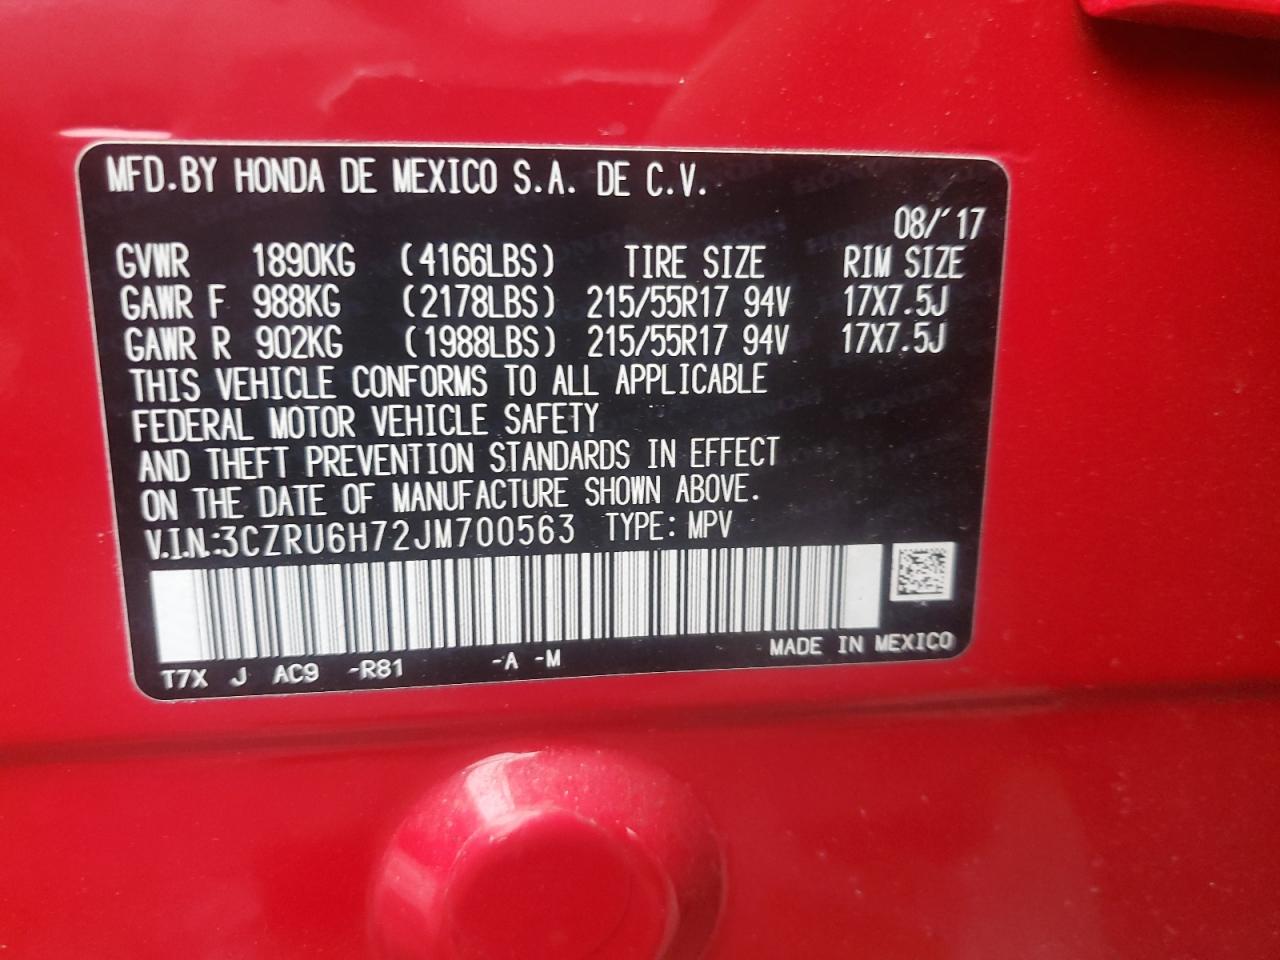 MFD.BY HONDA DE MEXICO S.A. DE C.V.
08/'17
GVWR 1890KG (4166LBS) TIRE SIZE RIM SIZE
GAWR F 988KG (2178LBS) 215/55R17 94V 17X7.5J
GAWR R 902KG (1988LBS) 215/55R17 94V 17X7.5J
THIS VEHICLE CONFORMS TO ALL APPLICABLE
FEDERAL MOTOR VEHICLE SAFETY
AND THEFT PREVENTION STANDARDS IN EFFECT
ON THE DATE OF MANUFACTURE SHOWN ABOVE.
V.I.N.:3CZRU6H72JM700563 TYPE: MPV
MADE IN MEXICO
T7X J AC9 -R81 -A -M